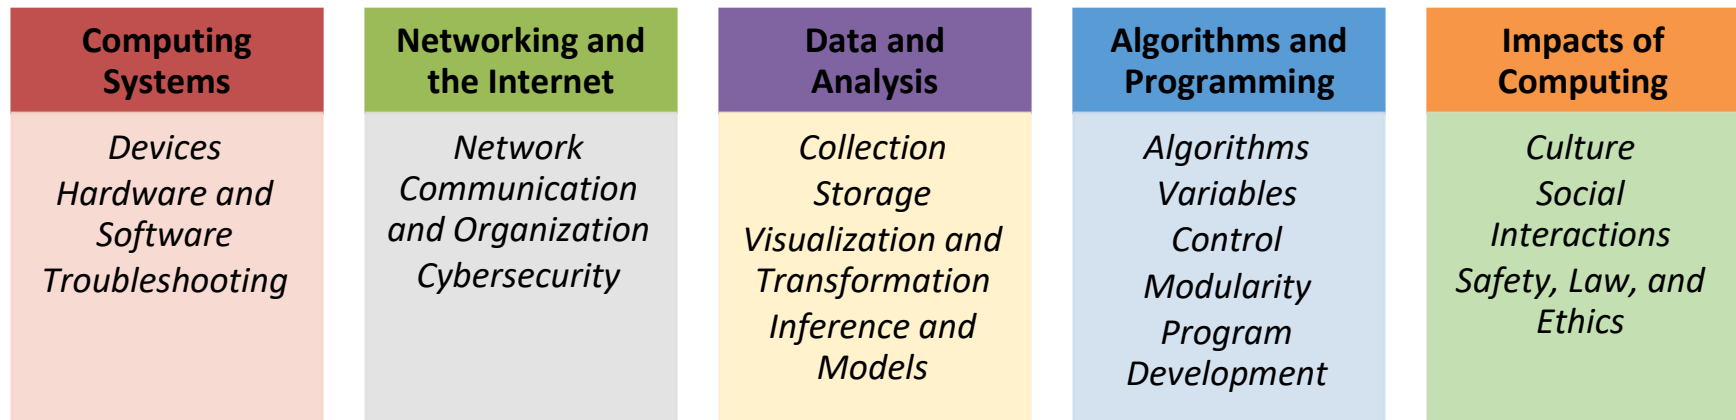 Computing
Systems
Devices
Hardware and
Software
Troubleshooting
Networking and
the Internet
Network
Communication
and Organization
Cybersecurity
Data and
Analysis
Collection
Storage
Visualization and
Transformation
Inference and
Models
Algorithms and
Programming
Algorithms
Variables
Control
Modularity
Program
Development
Impacts of
Computing
Culture
Social
Interactions
Safety, Law, and
Ethics